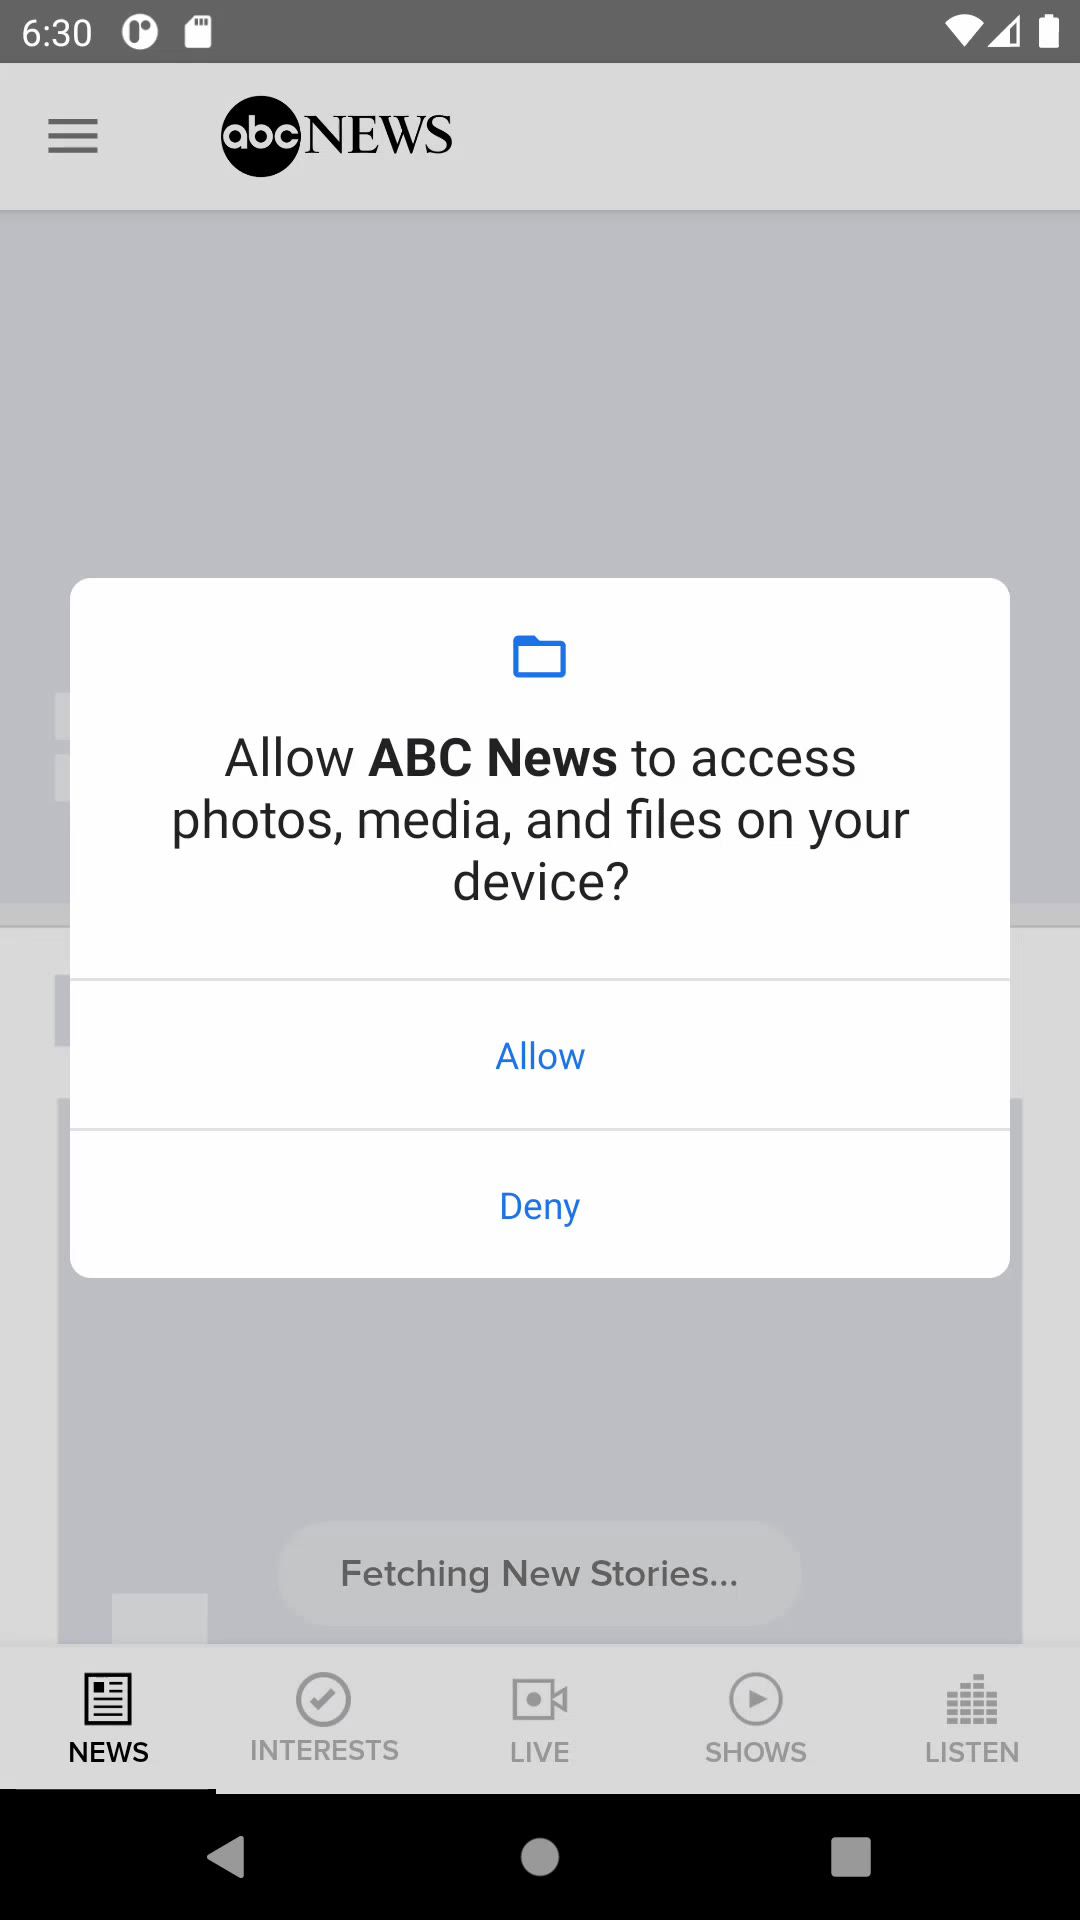 6:30
abc NEWS
Allow ABC News to access
photos, media, and files on your
device?
Allow
Deny
Fetching New Stories...
NEWS
INTERESTS
LIVE
SHOWS
LISTEN